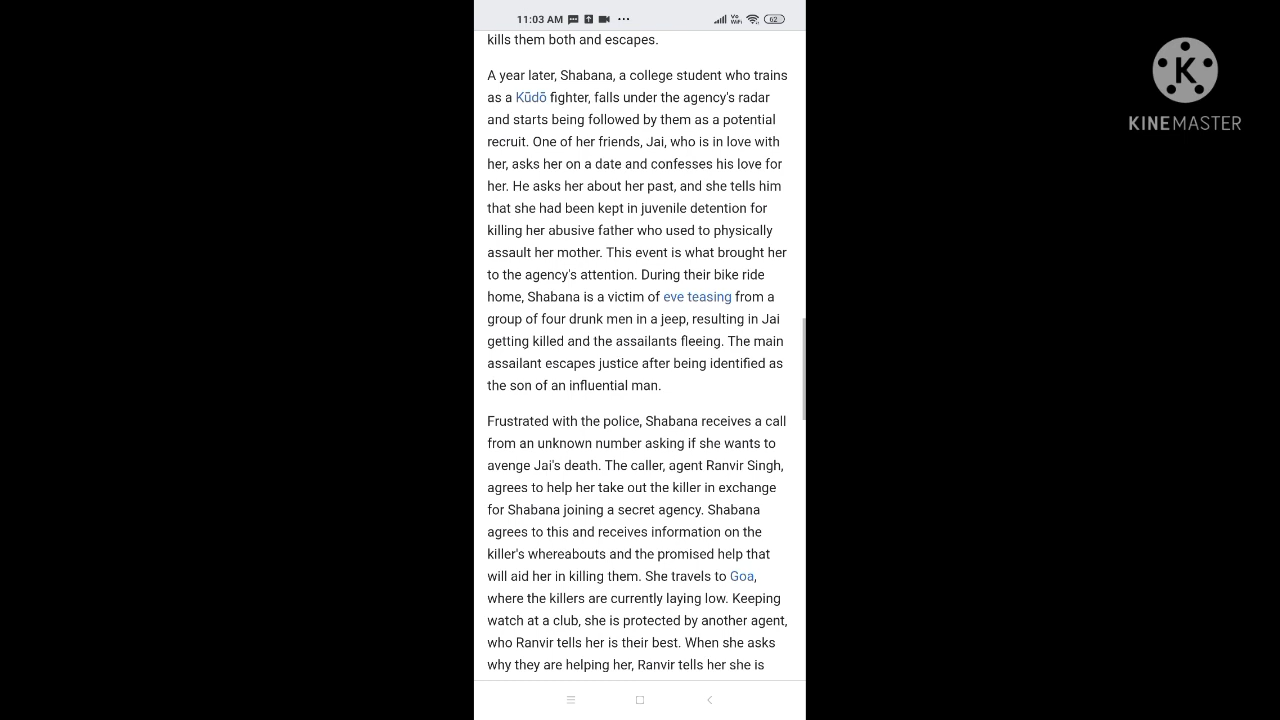 11:03 AM
Vo
WiFi
62
kills them both and escapes.
A year later, Shabana, a college student who trains
as a Kūdō fighter, falls under the agency's radar
and starts being followed by them as a potential
recruit. One of her friends, Jai, who is in love with
her, asks her on a date and confesses his love for
her. He asks her about her past, and she tells him
that she had been kept in juvenile detention for
killing her abusive father who used to physically
assault her mother. This event is what brought her
to the agency's attention. During their bike ride
home, Shabana is a victim of eve teasing from a
group of four drunk men in a jeep, resulting in Jai
getting killed and the assailants fleeing. The main
assailant escapes justice after being identified as
the son of an influential man.
Frustrated with the police, Shabana receives a call
from an unknown number asking if she wants to
avenge Jai's death. The caller, agent Ranvir Singh,
agrees to help her take out the killer in exchange
for Shabana joining a secret agency. Shabana
agrees to this and receives information on the
killer's whereabouts and the promised help that
will aid her in killing them. She travels to Goa,
where the killers are currently laying low. Keeping
watch at a club, she is protected by another agent,
who Ranvir tells her is their best. When she asks
why they are helping her, Ranvir tells her she is
K
KINEMASTER